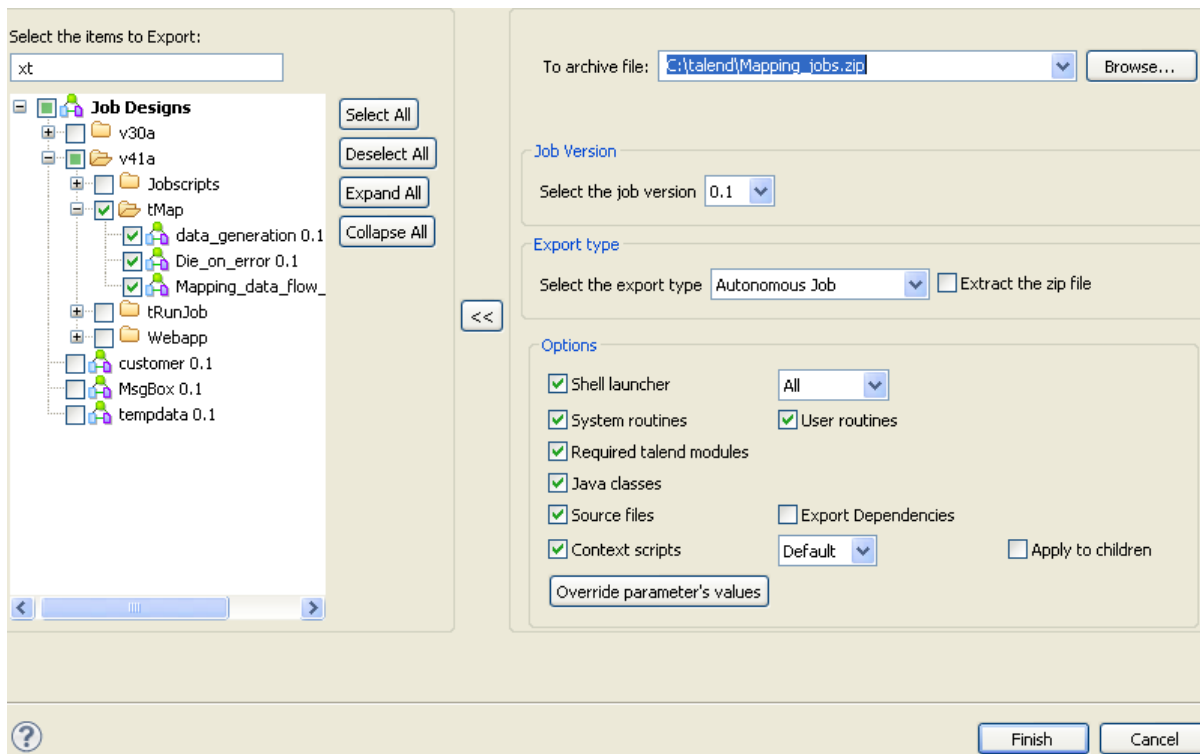 Select the items to Export:
xt
Job Designs
v30a
v41a
Jobscripts
tMap
data_generation 0.1
Die_on_error 0.1
Mapping_data_flow_
tRunJob
Webapp
customer 0.1
MsgBox 0.1
tempdata 0.1
Select All
Deselect All
Expand All
Collapse All
<<
To archive file: C:\talend\Mapping_jobs.zip Browse...
Job Version
Select the job version 0.1
Export type
Select the export type Autonomous Job Extract the zip file
Options
Shell launcher All
System routines User routines
Required talend modules
Java classes
Source files Export Dependencies
Context scripts Default Apply to children
Override parameter's values
? Finish Cancel